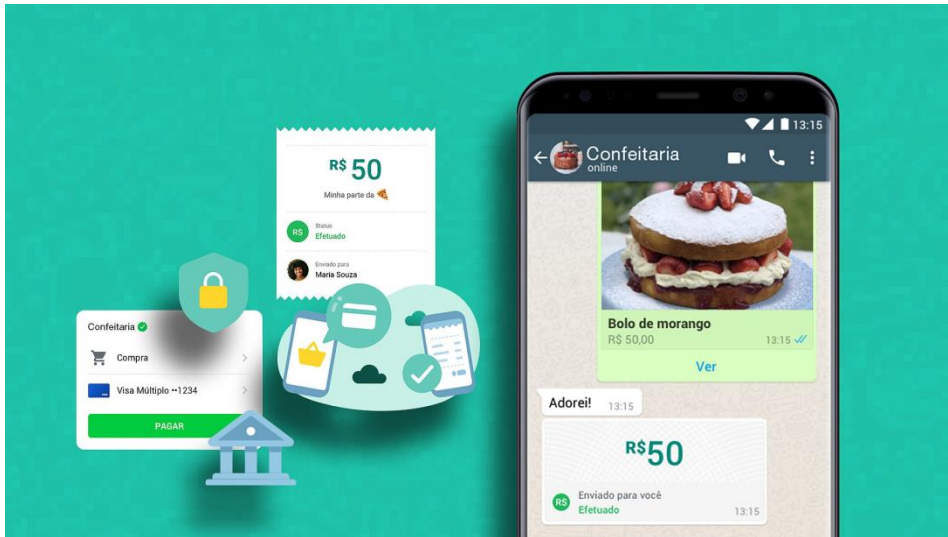 R$ 50
Minha parte da
R$
Status
Efetuado
Enviado para
Maria Souza
Confeitaria
Compra
Visa Múltiplo ••1234
PAGAR
13:15
Confeitaria
online
Bolo de morango
R$ 50,00 13:15
Ver
Adorei! 13:15
R$50
R$
Enviado para você
Efetuado 13:15